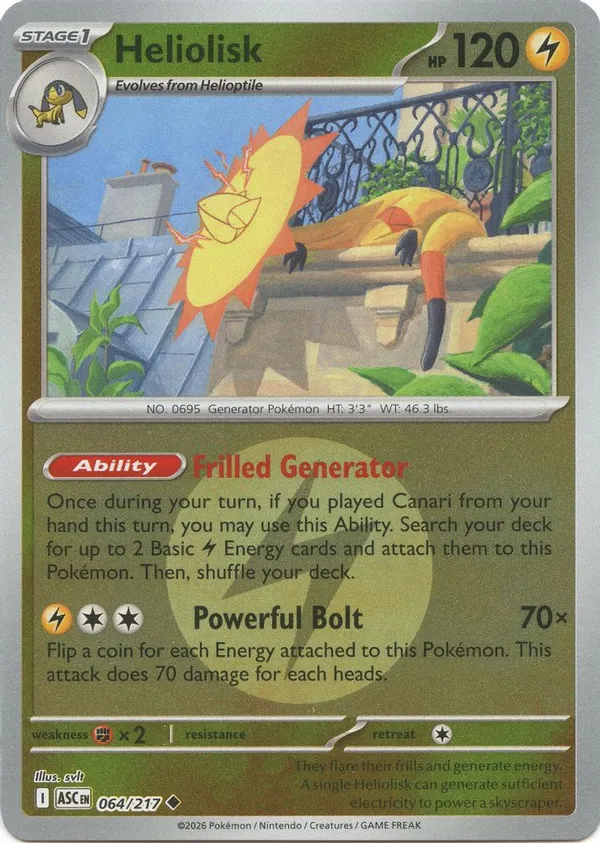 STAGE 1
Heliolisk
HP 120
Evolves from Helioptile
NO. 0695 Generator Pokémon HT: 3'3" WT: 46.3 lbs.
Ability Frilled Generator
Once during your turn, if you played Canari from your
hand this turn, you may use this Ability. Search your deck
for up to 2 Basic Energy cards and attach them to this
Pokémon. Then, shuffle your deck.
Powerful Bolt 70×
Flip a coin for each Energy attached to this Pokémon. This
attack does 70 damage for each heads.
weakness ×2 resistance retreat
Illus. svlt
They flare their frills and generate energy.
A single Heliolisk can generate sufficient
electricity to power a skyscraper.
I ASC EN 064/217
©2026 Pokémon / Nintendo / Creatures / GAME FREAK